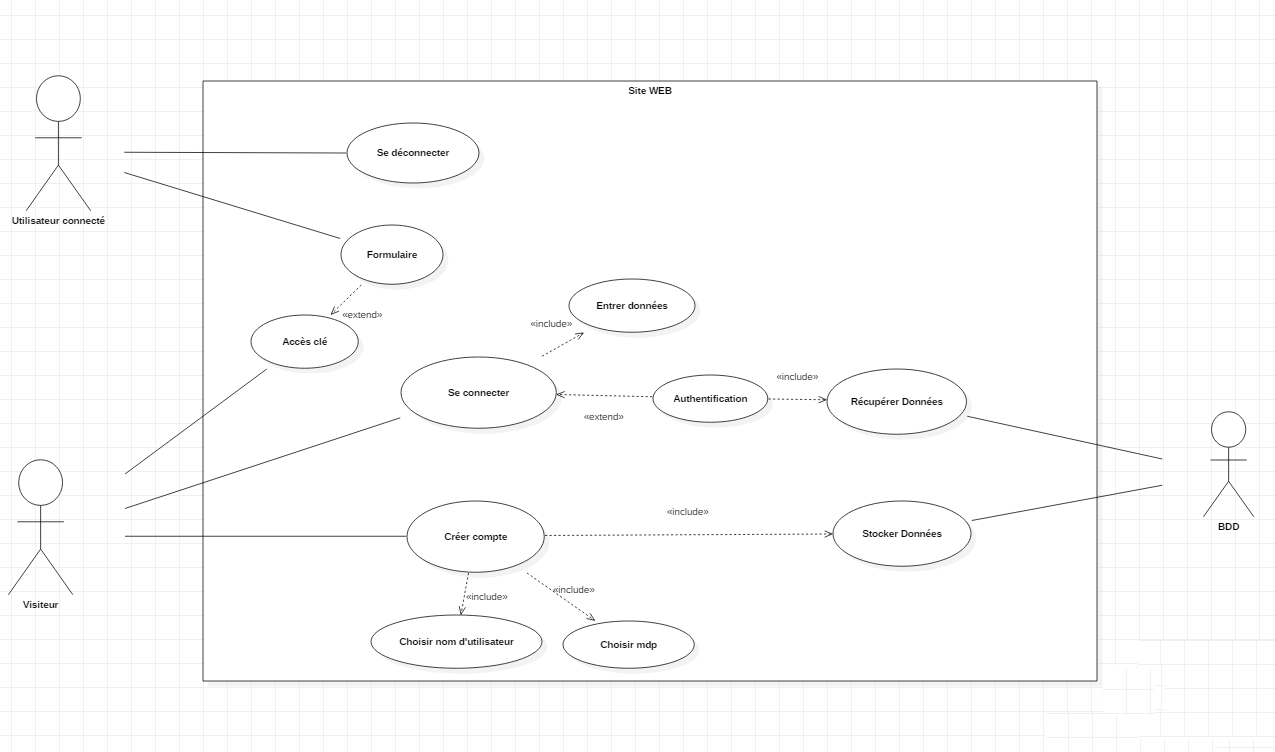 Site WEB
Se déconnecter
Utilisateur connecté
Formulaire
«extend»
Accès clé
Entrer données
«include»
Se connecter
«extend»
Authentification
«include»
Récupérer Données
BDD
«include»
Créer compte
Stocker Données
Visiteur
«include»
«include»
Choisir nom d'utilisateur
Choisir mdp